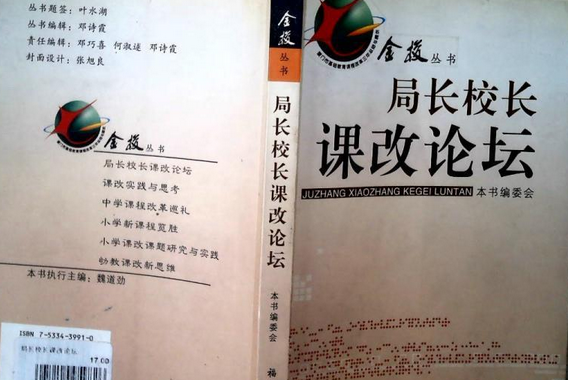 丛书题签：叶水湖
丛书编辑：邓诗霞
责任编辑：邓巧喜 何淑述 邓诗霞
封面设计：张旭良
金梭丛书
局长校长课改论坛
课改实践与思考
中学课程改革巡礼
小学新课程览胜
小学课改课题研究与实践
幼教课改新思维
本书执行主编：魏道劲
ISBN 7-5334-3991-0
局长校长课改论坛
17.00
金梭
丛书
局长校长课改论坛
本书编委会
福
金梭丛书
局长校长
课改论坛
JUZHANG XIAOZHANG KEGEI LUNTAN
本书编委会